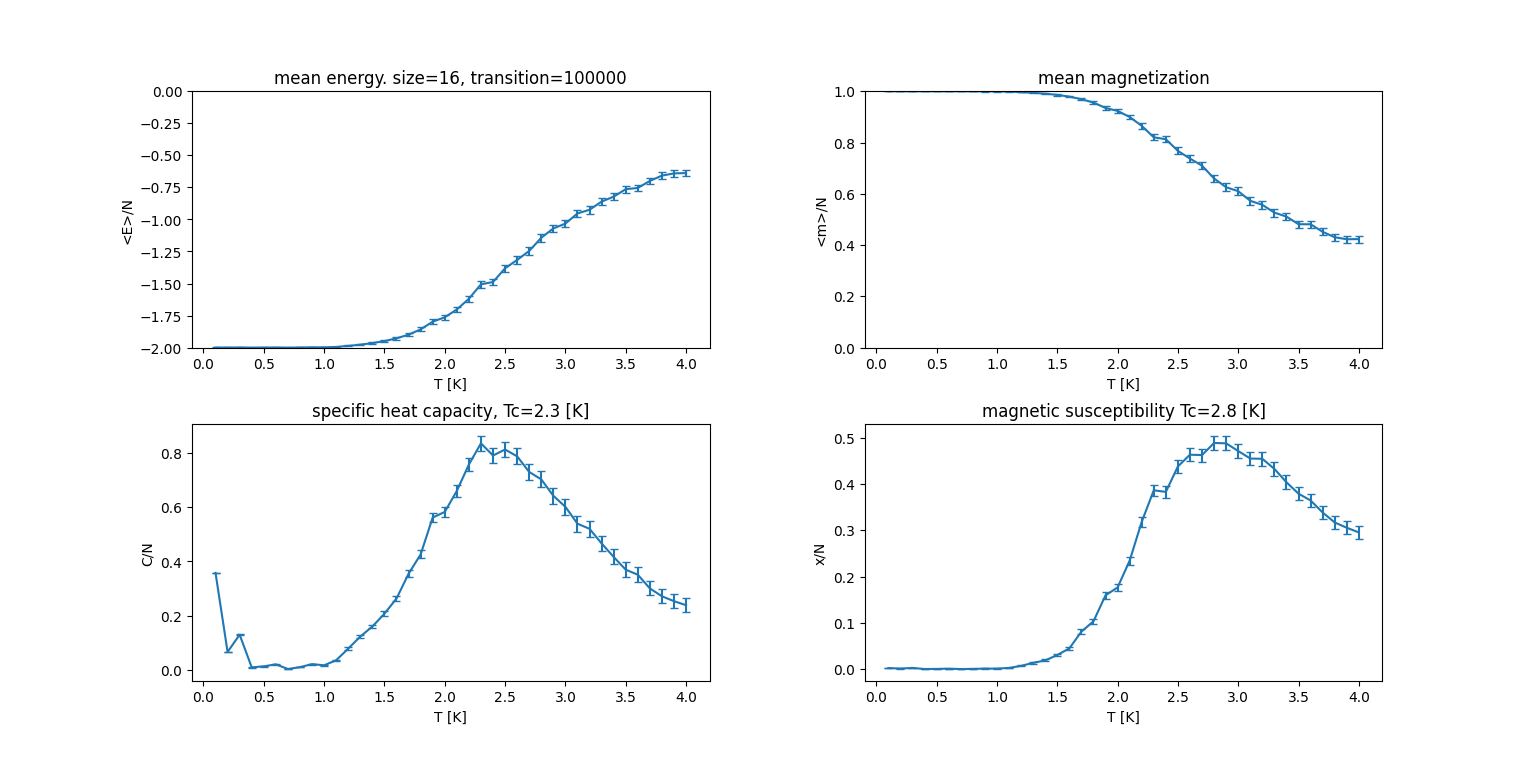 mean energy. size=16, transition=100000
0.00
−0.25
−0.50
−0.75
−1.00
−1.25
−1.50
−1.75
−2.00
<E>/N
0.0 0.5 1.0 1.5 2.0 2.5 3.0 3.5 4.0
T [K]
mean magnetization
1.0
0.8
0.6
0.4
0.2
0.0
<m>/N
0.0 0.5 1.0 1.5 2.0 2.5 3.0 3.5 4.0
T [K]
specific heat capacity, Tc=2.3 [K]
0.8
0.6
0.4
0.2
0.0
C/N
0.0 0.5 1.0 1.5 2.0 2.5 3.0 3.5 4.0
T [K]
magnetic susceptibility Tc=2.8 [K]
0.5
0.4
0.3
0.2
0.1
0.0
x/N
0.0 0.5 1.0 1.5 2.0 2.5 3.0 3.5 4.0
T [K]